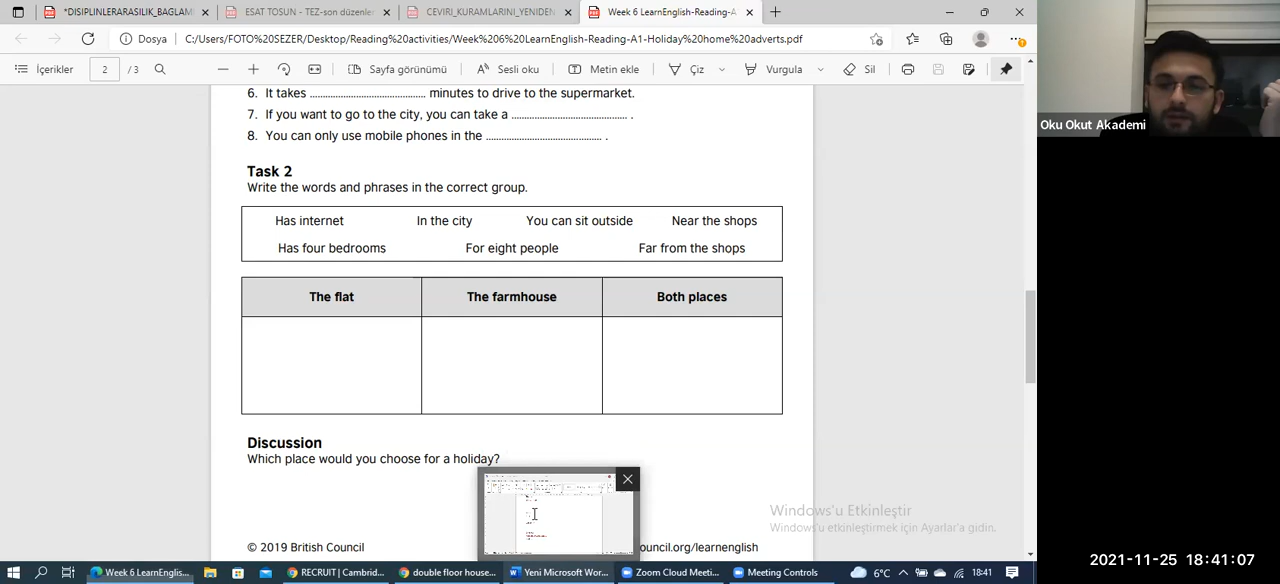 *DISIPLINLERARASILIK_BAGLAM
ESAT TOSUN - TEZ-son düzenler
CEVIRI_KURAMLARINI_YENIDEN
Week 6 LearnEnglish-Reading-A
Dosya
C:/Users/FOTO%20SEZER/Desktop/Reading%20activities/Week%206%20LearnEnglish-Reading-A1-Holiday%20home%20adverts.pdf
İçerikler 2 / 3 Sayfa görünümü Sesli oku Metin ekle Çiz Vurgula Sil
6. It takes .................................... minutes to drive to the supermarket.
7. If you want to go to the city, you can take a .................................... .
8. You can only use mobile phones in the .................................... .
Task 2
Write the words and phrases in the correct group.
Has internet In the city You can sit outside Near the shops
Has four bedrooms For eight people Far from the shops
The flat The farmhouse Both places
Discussion
Which place would you choose for a holiday?
© 2019 British Council
ouncil.org/learnenglish
Windows'u Etkinleştir
Windows'u etkinleştirmek için Ayarlar'a gidin.
Week 6 LearnEnglis... RECRUIT | Cambrid... double floor house... Yeni Microsoft Wor... Zoom Cloud Meeti... Meeting Controls 6°C 18:41
Oku Okut Akademi
2021-11-25 18:41:07